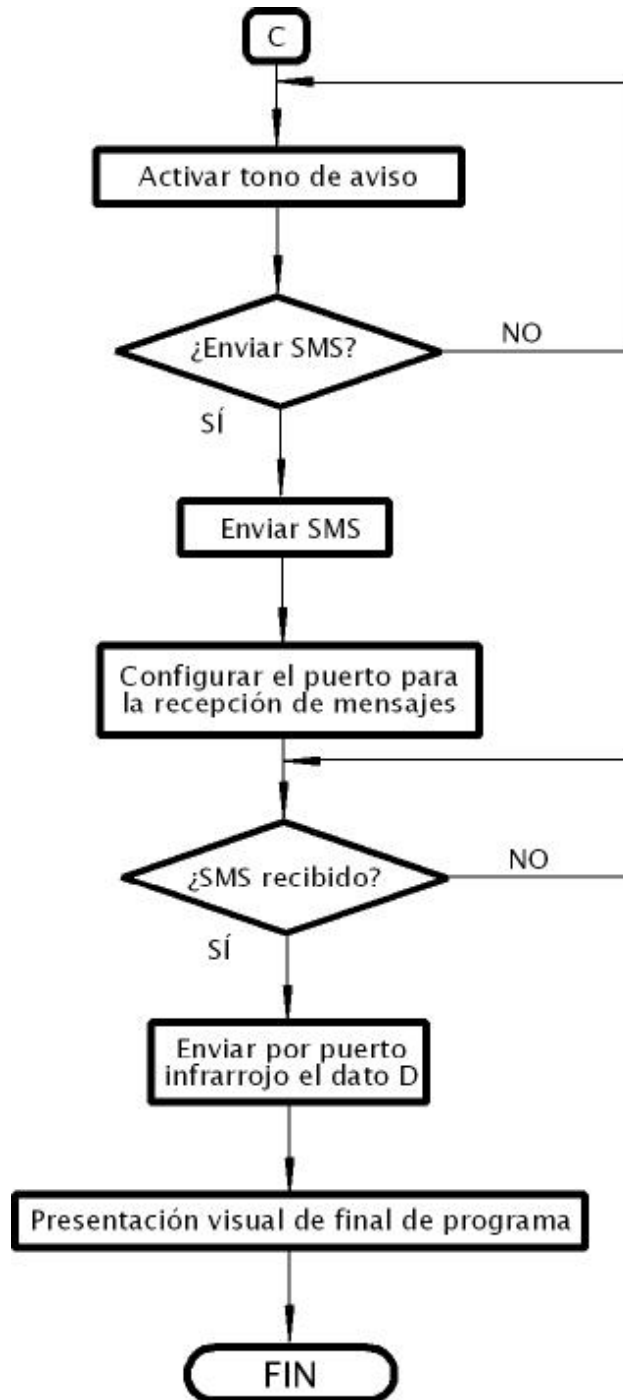 C
Activar tono de aviso
¿Enviar SMS?
NO
SÍ
Enviar SMS
Configurar el puerto para
la recepción de mensajes
¿SMS recibido?
NO
SÍ
Enviar por puerto
infrarrojo el dato D
Presentación visual de final de programa
FIN